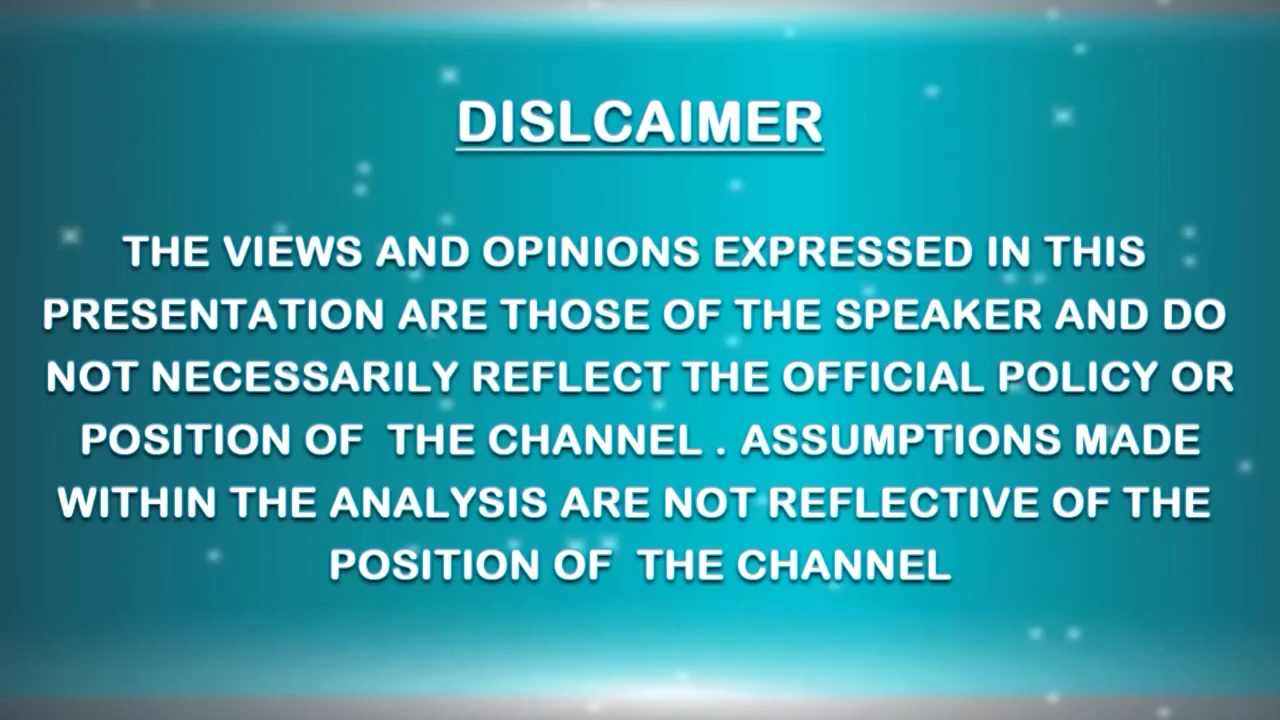 DISLCAIMER
THE VIEWS AND OPINIONS EXPRESSED IN THIS
PRESENTATION ARE THOSE OF THE SPEAKER AND DO
NOT NECESSARILY REFLECT THE OFFICIAL POLICY OR
POSITION OF  THE CHANNEL . ASSUMPTIONS MADE
WITHIN THE ANALYSIS ARE NOT REFLECTIVE OF THE
POSITION OF  THE CHANNEL